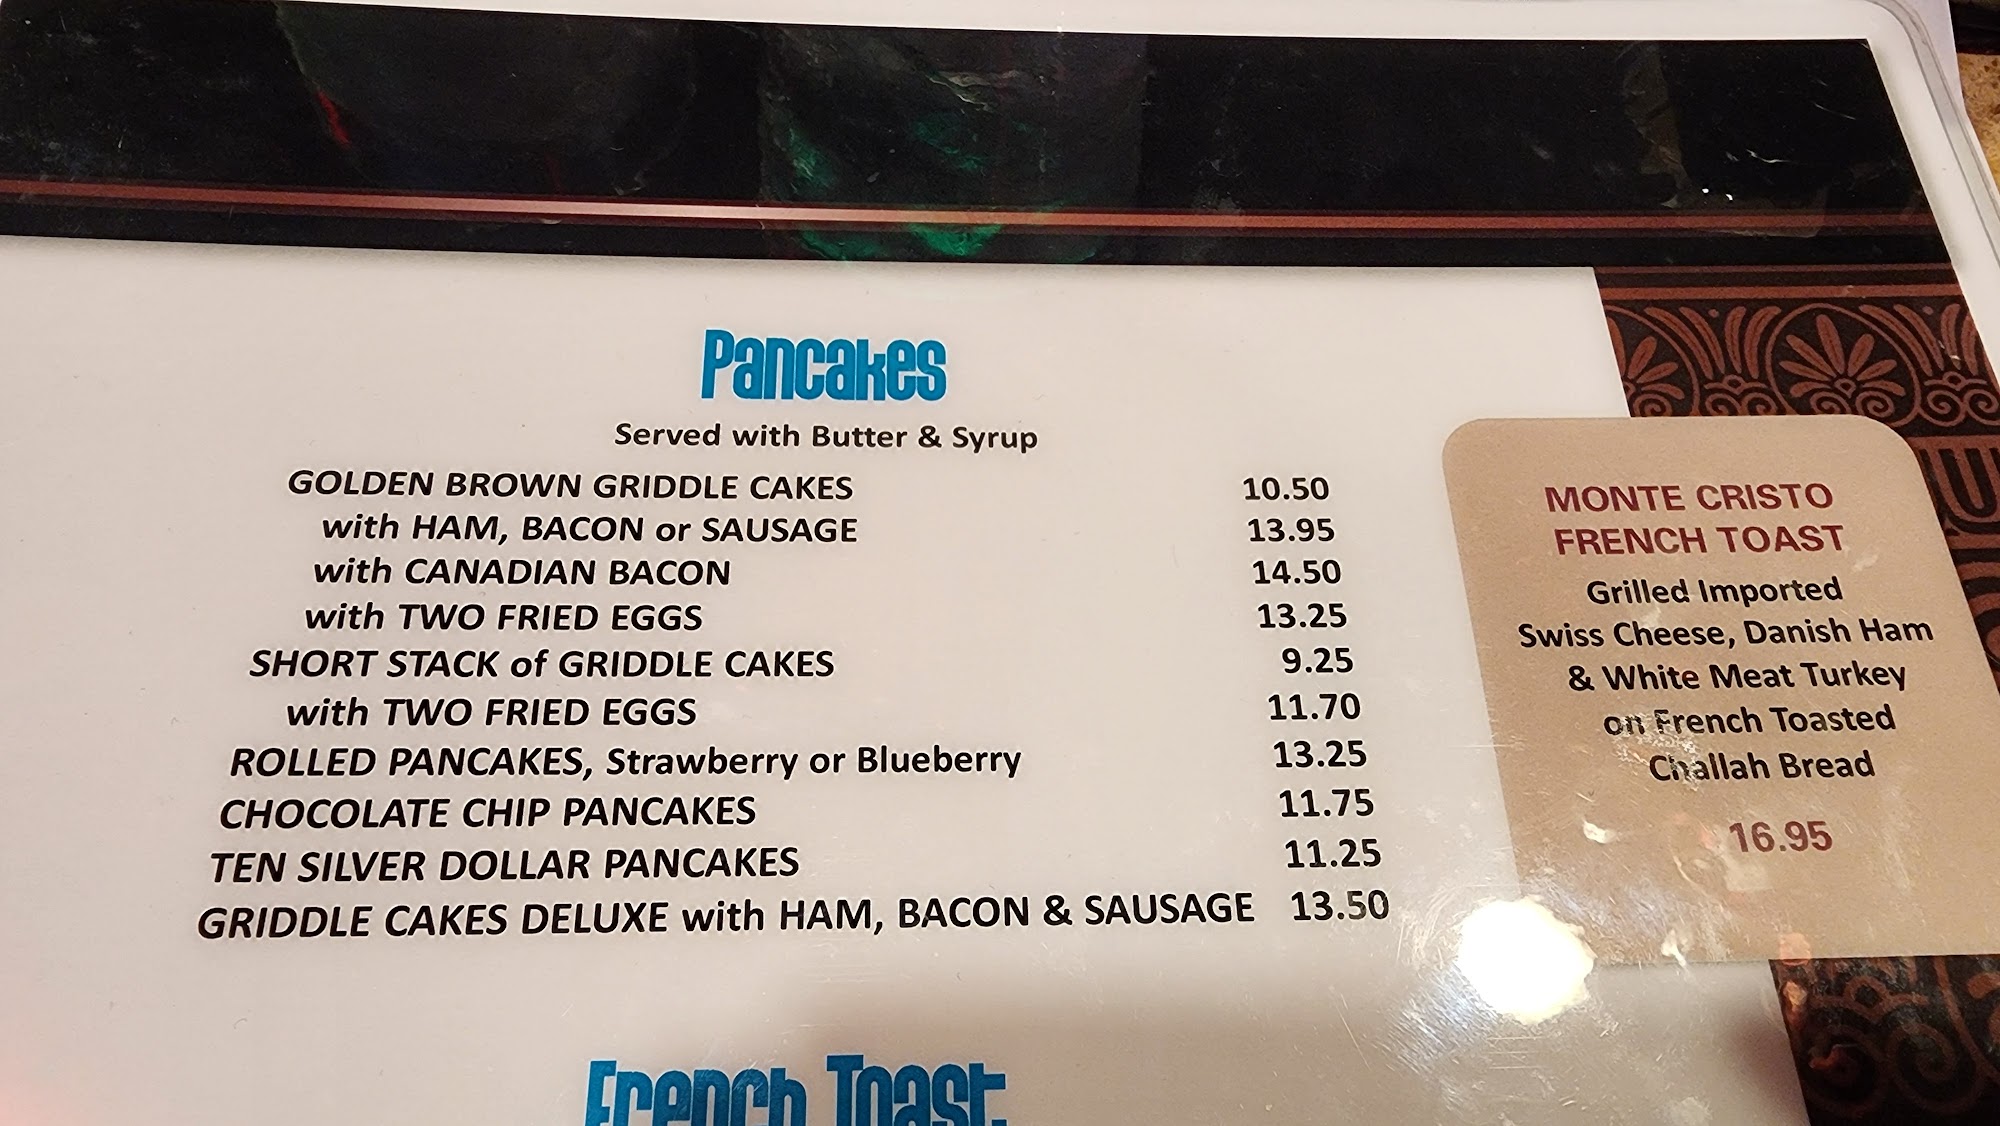 Pancakes
Served with Butter & Syrup
GOLDEN BROWN GRIDDLE CAKES 10.50
with HAM, BACON or SAUSAGE 13.95
with CANADIAN BACON 14.50
with TWO FRIED EGGS 13.25
SHORT STACK of GRIDDLE CAKES 9.25
with TWO FRIED EGGS 11.70
ROLLED PANCAKES, Strawberry or Blueberry 13.25
CHOCOLATE CHIP PANCAKES 11.75
TEN SILVER DOLLAR PANCAKES 11.25
GRIDDLE CAKES DELUXE with HAM, BACON & SAUSAGE 13.50
MONTE CRISTO
FRENCH TOAST
Grilled Imported
Swiss Cheese, Danish Ham
& White Meat Turkey
on French Toasted
Challah Bread
16.95
French Toast